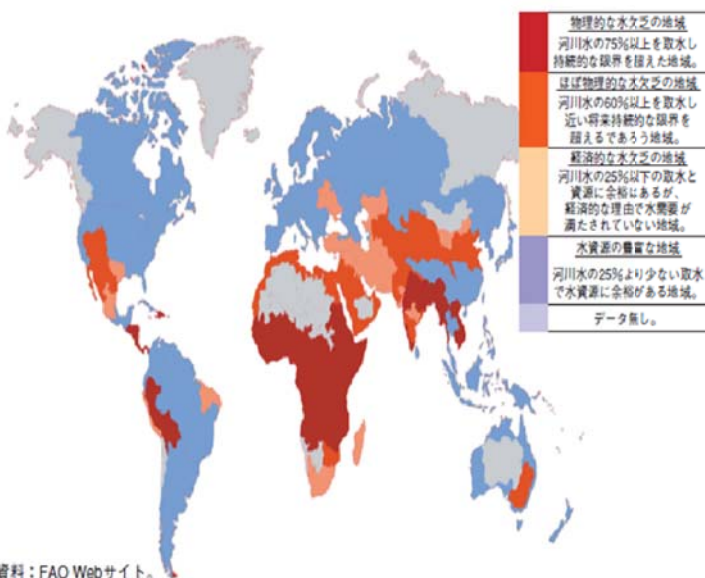 物理的な水欠乏の地域
河川水の75%以上を取水し
持続的な限界を超えた地域。
ほぼ物理的な水欠乏の地域
河川水の60%以上を取水し
近い将来持続的な限界を
超えるであろう地域。
経済的な水欠乏の地域
河川水の25%以下の取水と
資源に余裕はあるが、
経済的な理由で水需要が
満たされていない地域。
水資源の豊富な地域
河川水の25%より少ない取水
で水資源に余裕がある地域。
データ無し。
資料：FAO Webサイト。